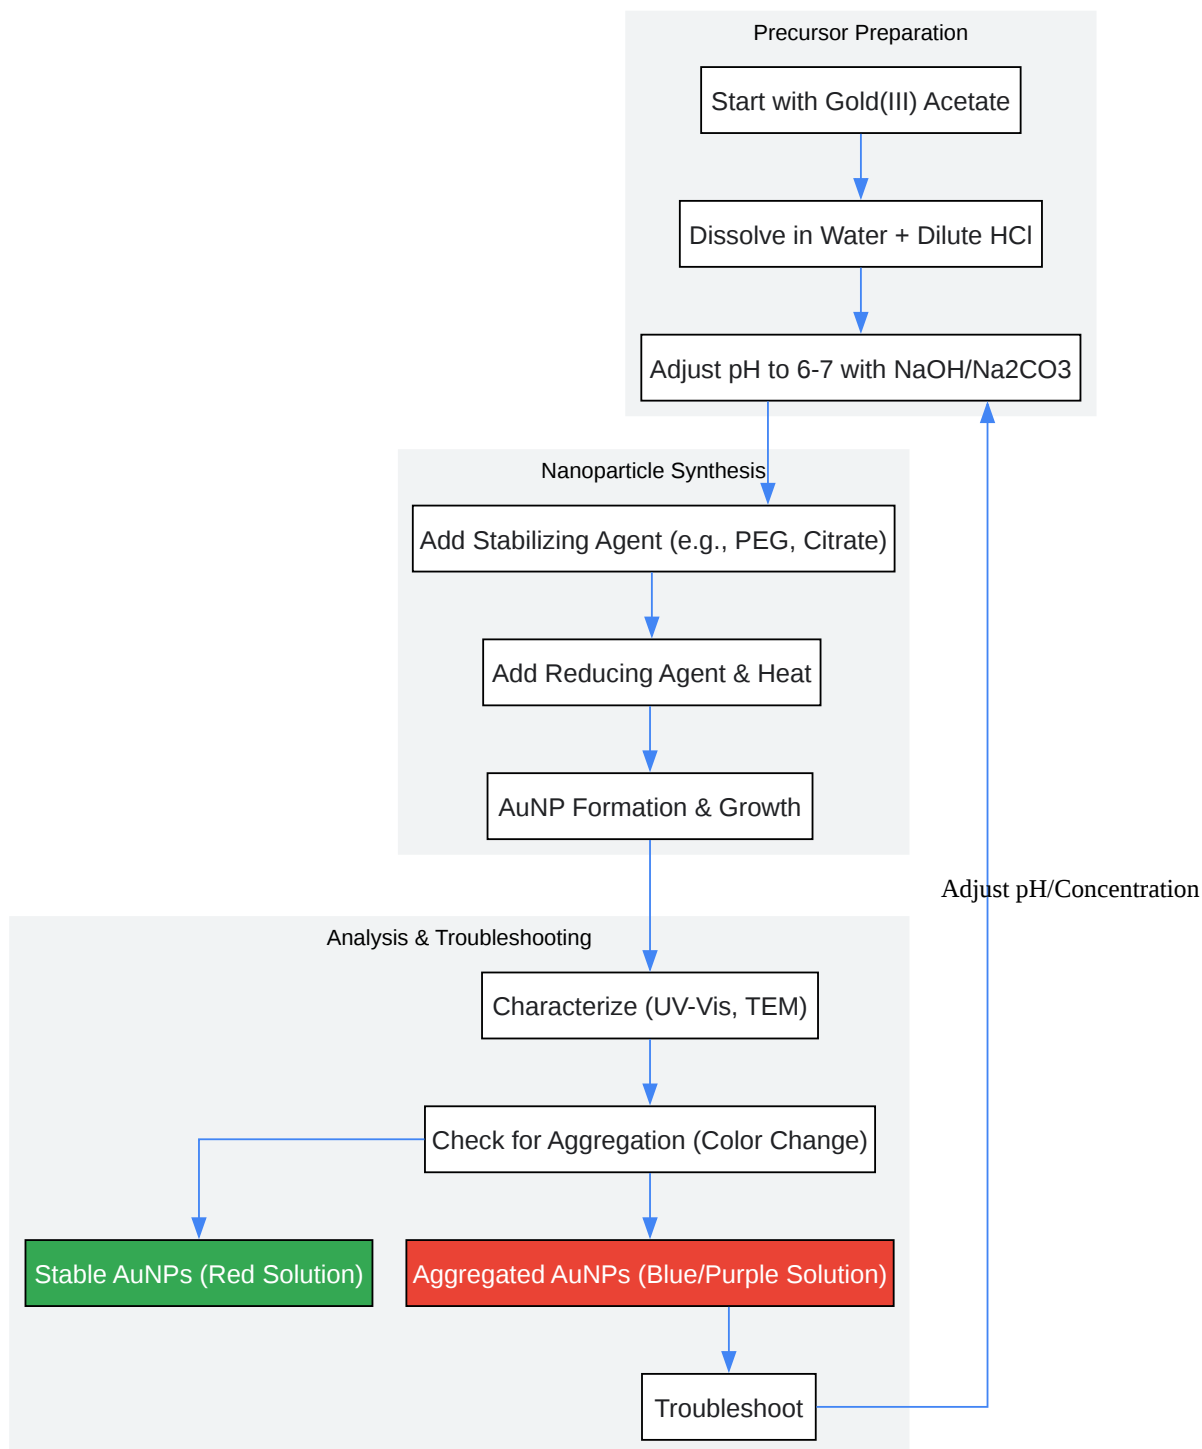 Precursor Preparation
Start with Gold(III) Acetate
Dissolve in Water + Dilute HCl
Adjust pH to 6-7 with NaOH/Na2CO3
Nanoparticle Synthesis
Add Stabilizing Agent (e.g., PEG, Citrate)
Add Reducing Agent & Heat
AuNP Formation & Growth
Adjust pH/Concentration
Analysis & Troubleshooting
Characterize (UV-Vis, TEM)
Check for Aggregation (Color Change)
Stable AuNPs (Red Solution)
Aggregated AuNPs (Blue/Purple Solution)
Troubleshoot